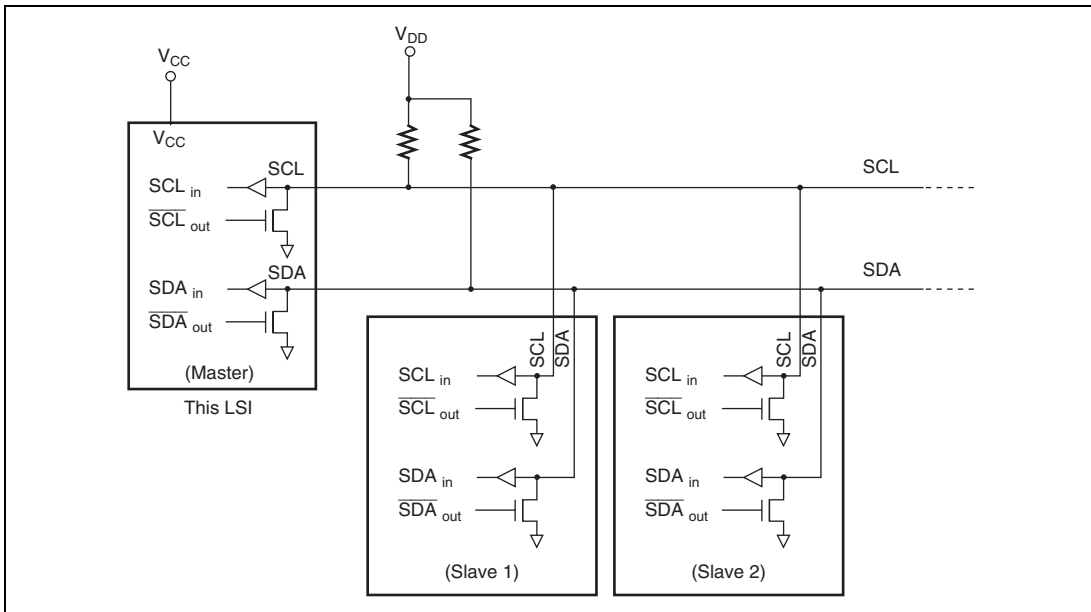 VDD
VCC
VCC
SCL
SCL in
SCL out
SCL
SDA
SDA in
SDA out
SDA
(Master)
This LSI
SCL
SDA
SCL in
SCL out
SDA in
SDA out
(Slave 1)
SCL
SDA
SCL in
SCL out
SDA in
SDA out
(Slave 2)